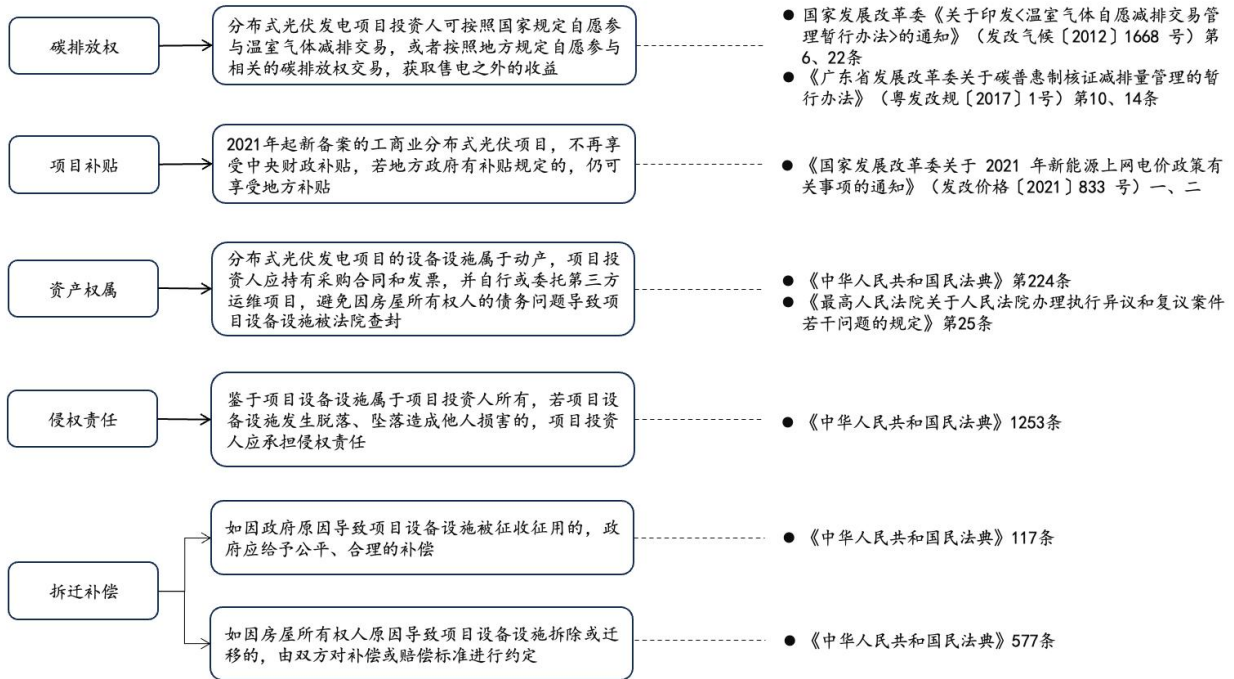 碳排放权
分布式光伏发电项目投资人可按照国家规定自愿参
与温室气体减排交易，或者按照地方规定自愿参与
相关的碳排放权交易，获取售电之外的收益
● 国家发展改革委《关于印发<温室气体自愿减排交易管
理暂行办法>的通知》（发改气候〔2012〕1668 号）第
6、22条
● 《广东省发展改革委关于碳普惠制核证减排量管理的暂
行办法》（粤发改规〔2017〕1号）第10、14条
项目补贴
2021年起新备案的工商业分布式光伏项目，不再享
受中央财政补贴，若地方政府有补贴规定的，仍可
享受地方补贴
● 《国家发展改革委关于 2021 年新能源上网电价政策有
关事项的通知》（发改价格〔2021〕833 号）一、二
资产权属
分布式光伏发电项目的设备设施属于动产，项目投
资人应持有采购合同和发票，并自行或委托第三方
运维项目，避免因房屋所有权人的债务问题导致项
目设备设施被法院查封
● 《中华人民共和国民法典》第224条
● 《最高人民法院关于人民法院办理执行异议和复议案件
若干问题的规定》第25条
侵权责任
鉴于项目设备设施属于项目投资人所有，若项目设
备设施发生脱落、坠落造成他人损害的，项目投资
人应承担侵权责任
● 《中华人民共和国民法典》1253条
拆迁补偿
如因政府原因导致项目设备设施被征收征用的，政
府应给予公平、合理的补偿
● 《中华人民共和国民法典》117条
如因房屋所有权人原因导致项目设备设施拆除或迁
移的，由双方对补偿或赔偿标准进行约定
● 《中华人民共和国民法典》577条